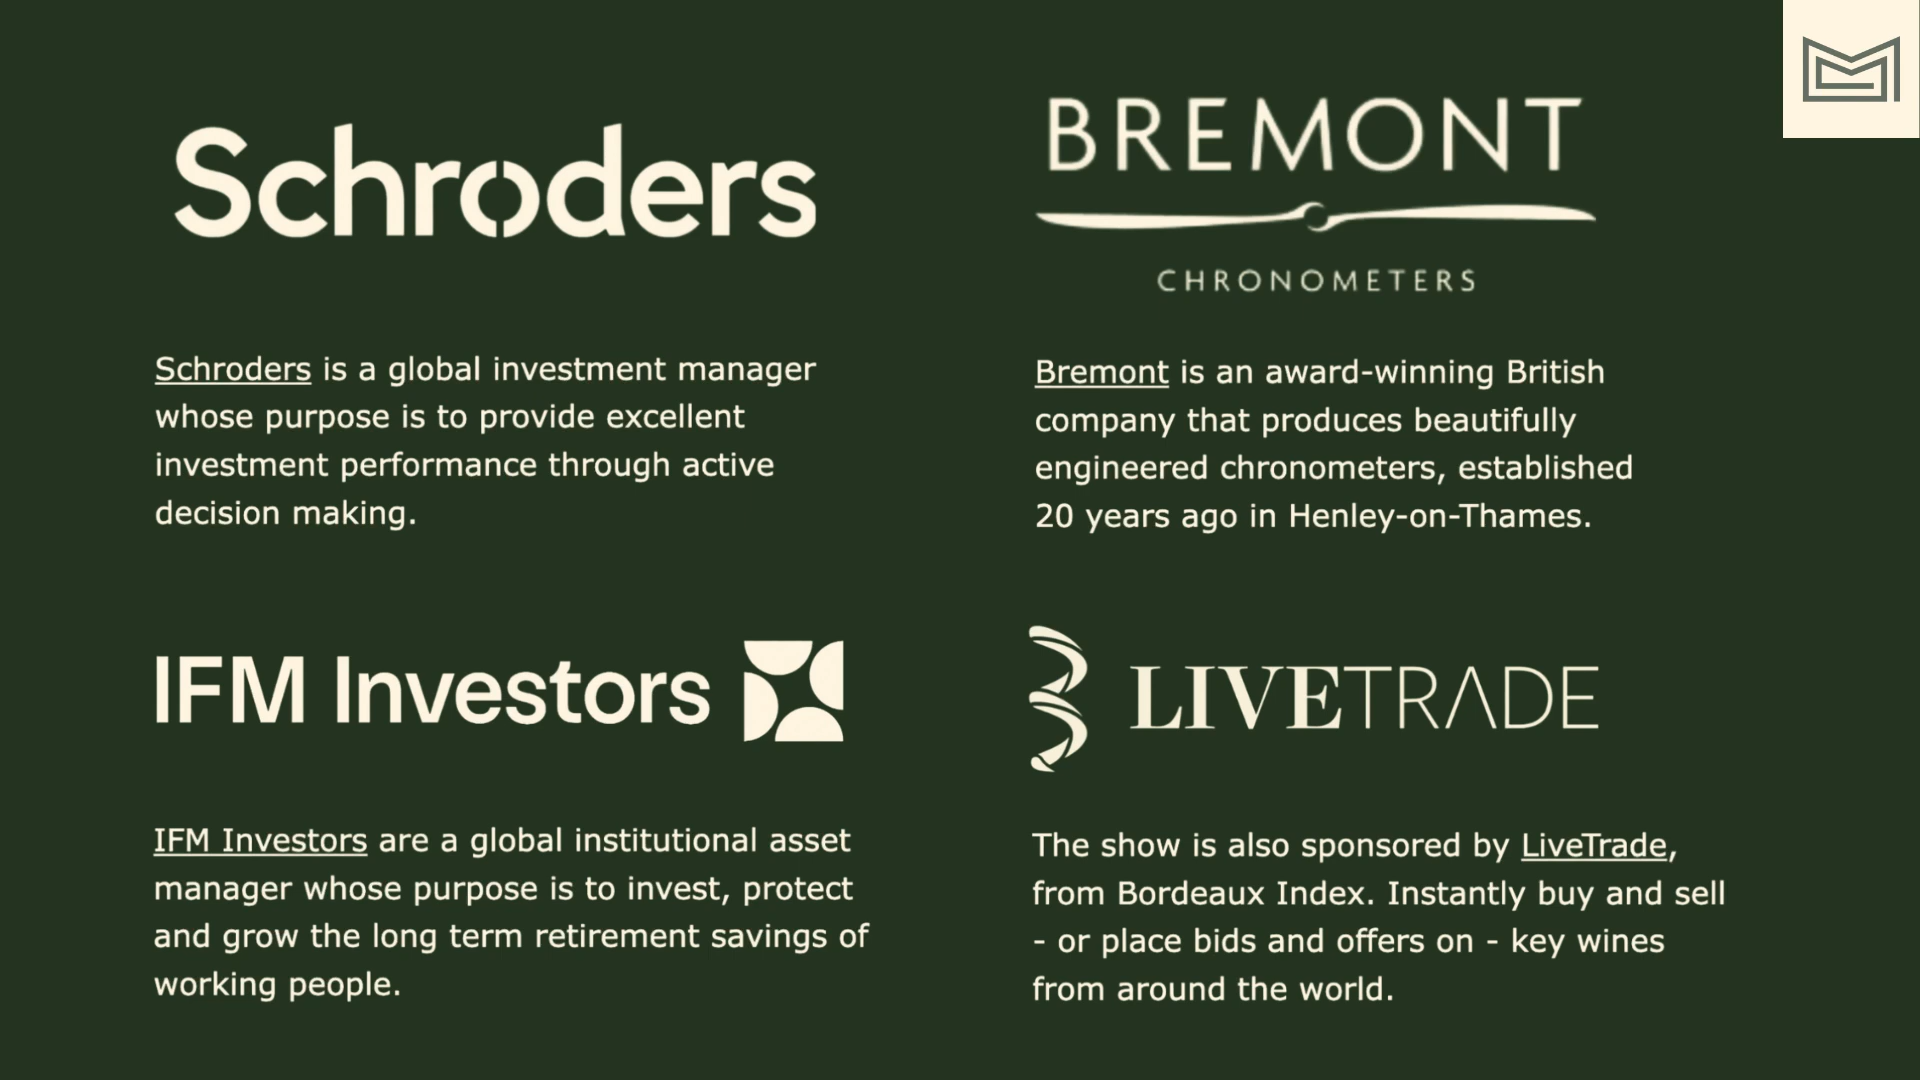 Schroders
Schroders is a global investment manager
whose purpose is to provide excellent
investment performance through active
decision making.
BREMONT
CHRONOMETERS
Bremont is an award-winning British
company that produces beautifully
engineered chronometers, established
20 years ago in Henley-on-Thames.
IFM Investors
IFM Investors are a global institutional asset
manager whose purpose is to invest, protect
and grow the long term retirement savings of
working people.
LIVETRADE
The show is also sponsored by LiveTrade,
from Bordeaux Index. Instantly buy and sell
- or place bids and offers on - key wines
from around the world.